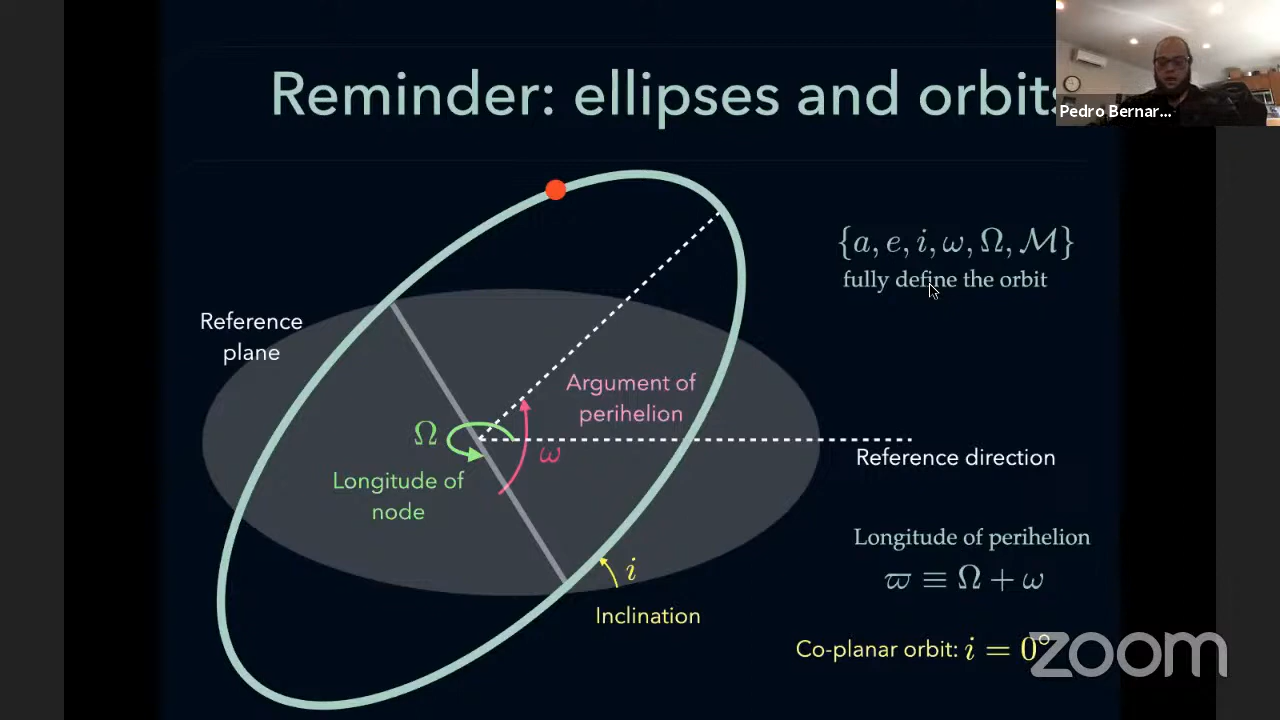 Reminder: ellipses and orbits
Pedro Bernar...
{a, e, i, ω, Ω, ℳ}
fully define the orbit
Reference
plane
Argument of
perihelion
Ω
ω
Reference direction
Longitude of
node
Longitude of perihelion
ϖ ≡ Ω + ω
i
Inclination
Co-planar orbit: i = 0°
zoom